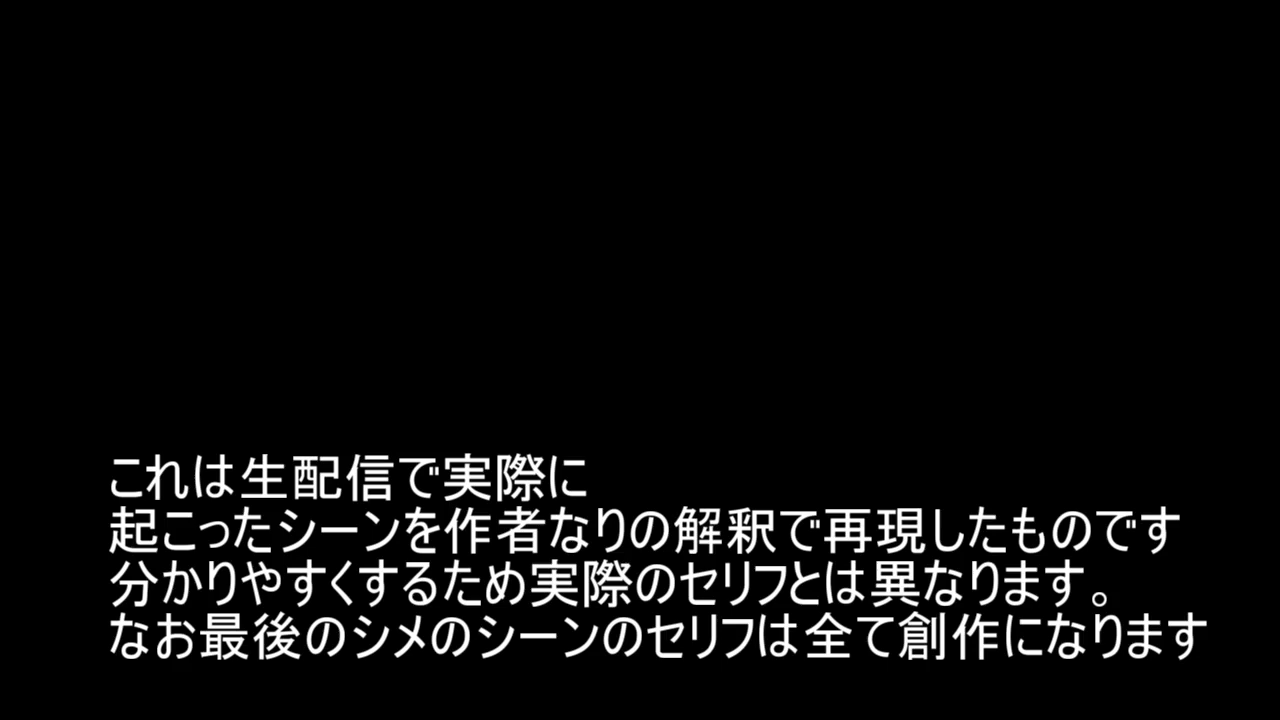 これは生配信で実際に
起こったシーンを作者なりの解釈で再現したものです
分かりやすくするため実際のセリフとは異なります。
なお最後のシメのシーンのセリフは全て創作になります